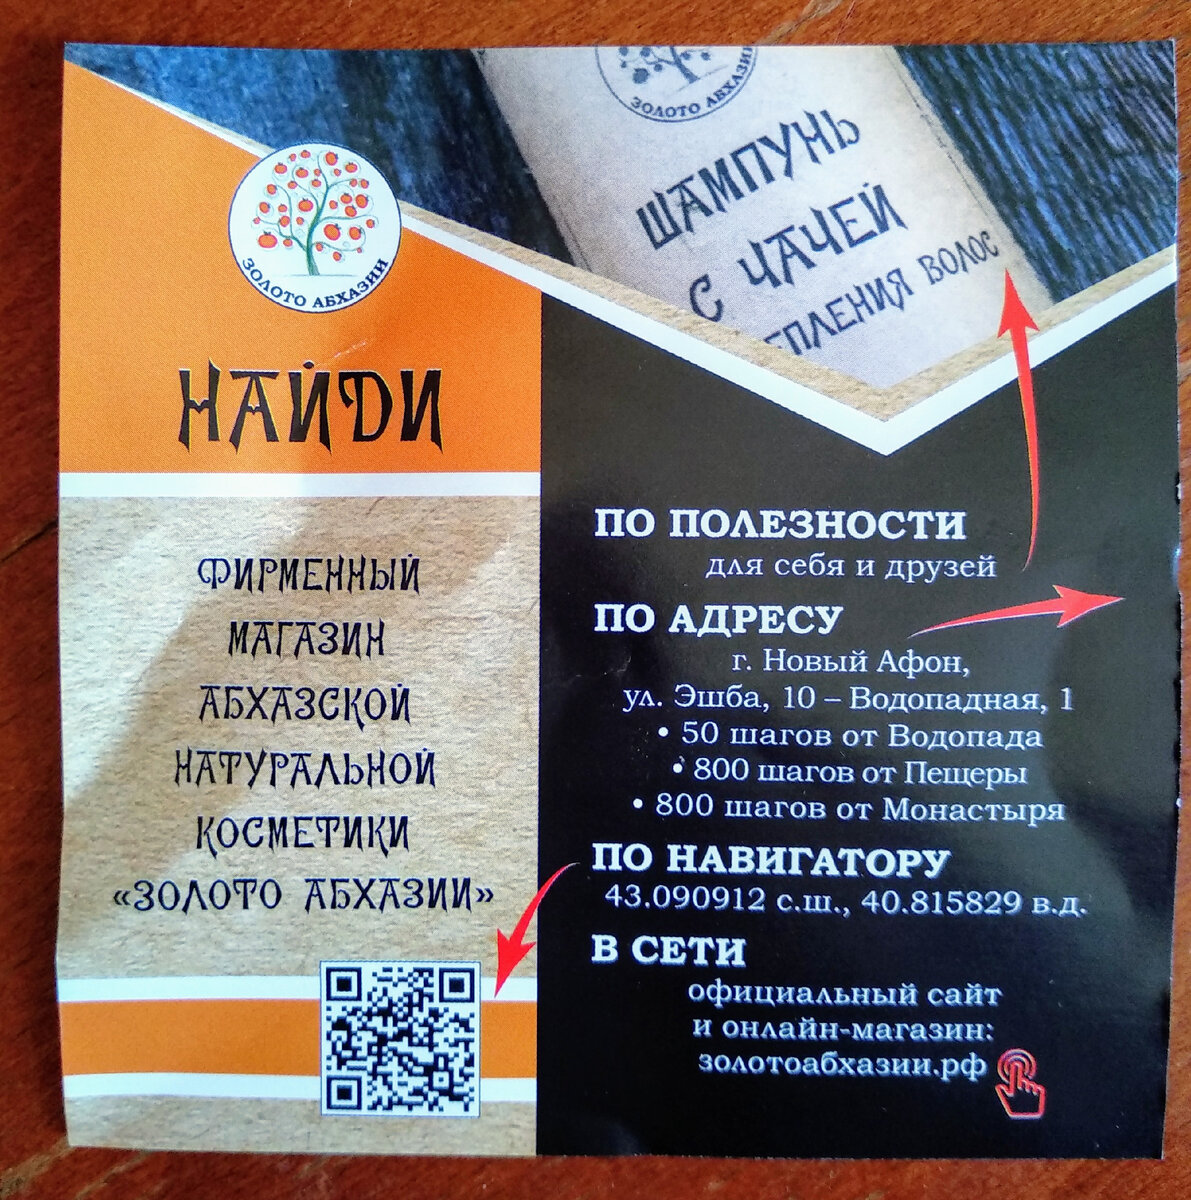 ЗОЛОТО АБХАЗИИ
ШАМПУНЬ
С ЧАЧЕЙ
ЕПЛЕНИЯ ВОЛОС
ЗОЛОТО АБХАЗИИ
НАЙДИ
ФИРМЕННЫЙ
МАГАЗИН
АБХАЗСКОЙ
НАТУРАЛЬНОЙ
КОСМЕТИКИ
«ЗОЛОТО АБХАЗИИ»
ПО ПОЛЕЗНОСТИ
для себя и друзей
ПО АДРЕСУ
г. Новый Афон,
ул. Эшба, 10 – Водопадная, 1
• 50 шагов от Водопада
• 800 шагов от Пещеры
• 800 шагов от Монастыря
ПО НАВИГАТОРУ
43.090912 с.ш., 40.815829 в.д.
В СЕТИ
официальный сайт
и онлайн-магазин:
золотоабхазии.рф